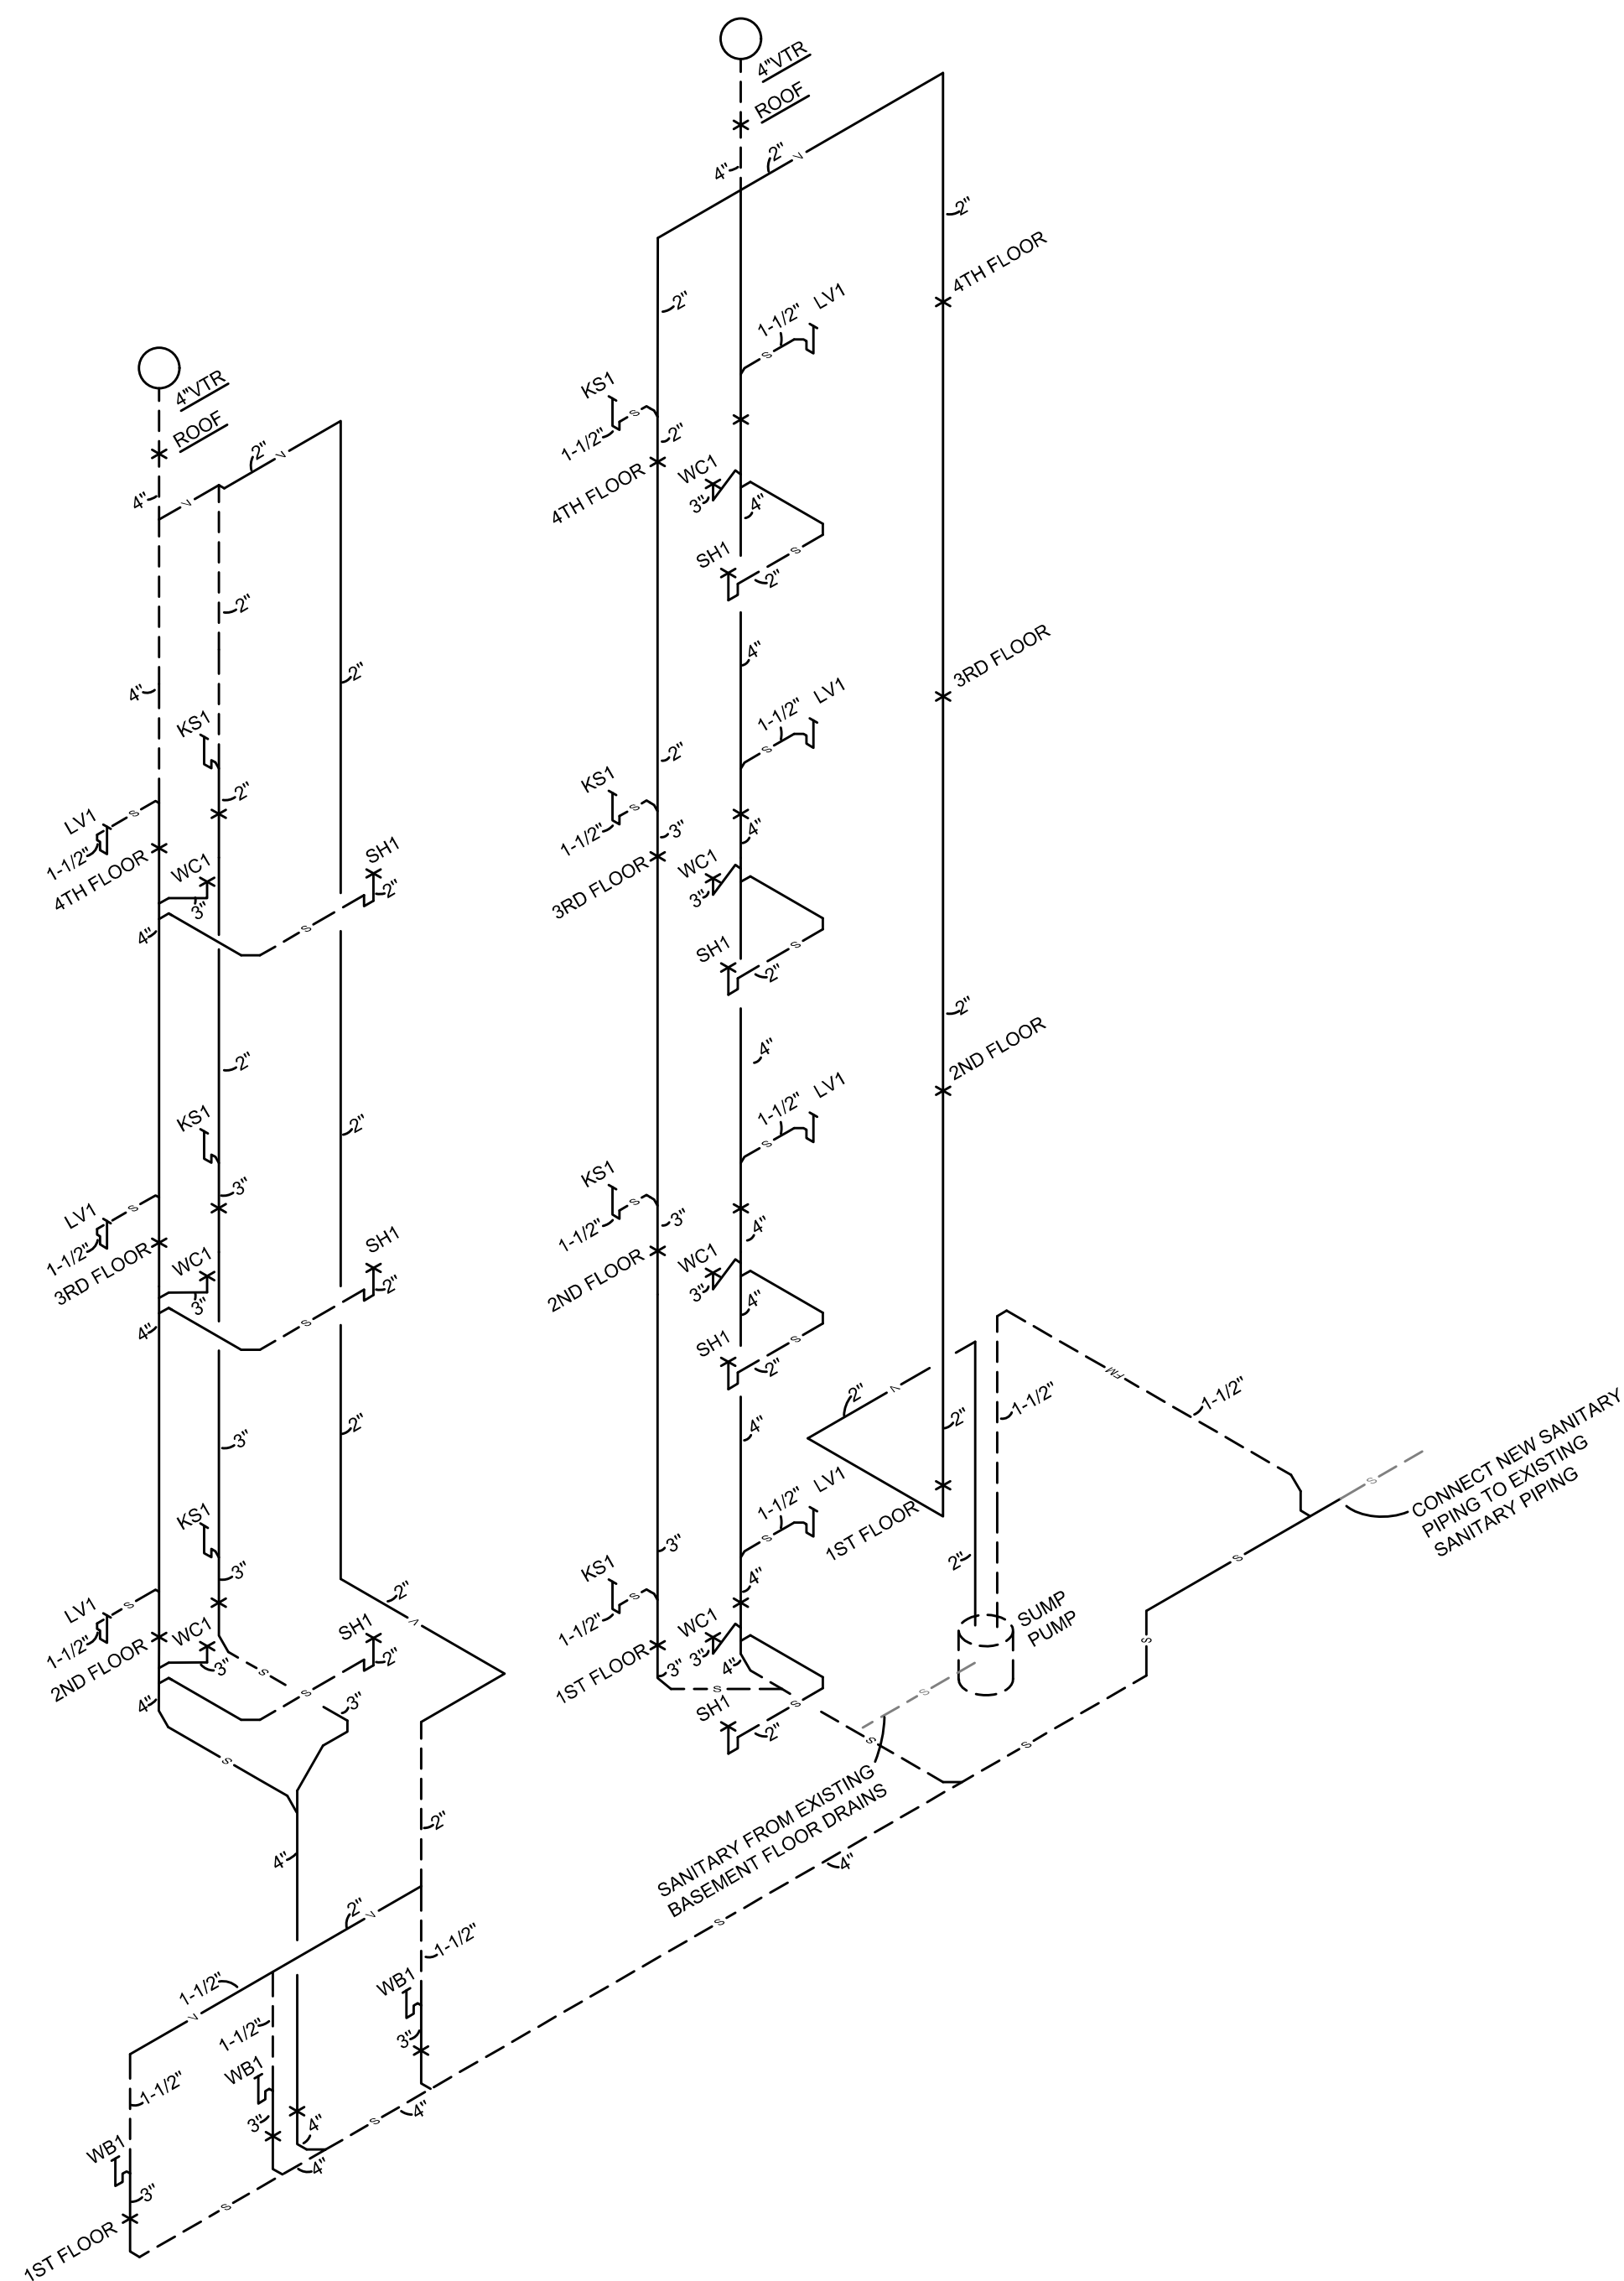 4"VTR
ROOF
2"
V
4"
2"
4TH FLOOR
2"
1-1/2" LV1
S
KS1
S
1-1/2"
2"
4TH FLOOR
WC1
3"
4"
SH1
S
2"
4"
3RD FLOOR
2"
1-1/2" LV1
S
KS1
S
1-1/2"
3"
4"
3RD FLOOR
WC1
3"
SH1
S
2"
4"
2"
2ND FLOOR
1-1/2" LV1
S
KS1
S
1-1/2"
3"
4"
2ND FLOOR
WC1
3"
4"
SH1
S
2"
4"
3"
1-1/2" LV1
S
KS1
S
1-1/2"
4"
1ST FLOOR
WC1
3"
3"
4"
S
SH1
S
2"
S
2"
V
2"
1ST FLOOR
2"
1-1/2"
FM
1-1/2"
SUMP
PUMP
S
S
S
S
CONNECT NEW SANITARY
PIPING TO EXISTING
SANITARY PIPING
S
SANITARY FROM EXISTING
BASEMENT FLOOR DRAINS
4"
S
4"VTR
ROOF
2"
V
V
4"
2"
2"
4"
KS1
2"
LV1
S
1-1/2"
4TH FLOOR
WC1
3"
4"
SH1
2"
S
2"
2"
KS1
3"
LV1
S
1-1/2"
3RD FLOOR
WC1
3"
4"
SH1
2"
S
3"
2"
KS1
3"
LV1
S
1-1/2"
2ND FLOOR
WC1
3"
4"
SH1
2"
S
S
3"
2"
V
S
4"
2"
2"
V
1-1/2"
V
1-1/2"
WB1
3"
1-1/2"
WB1
3"
4"
4"
S
4"
1-1/2"
WB1
3"
S
1ST FLOOR